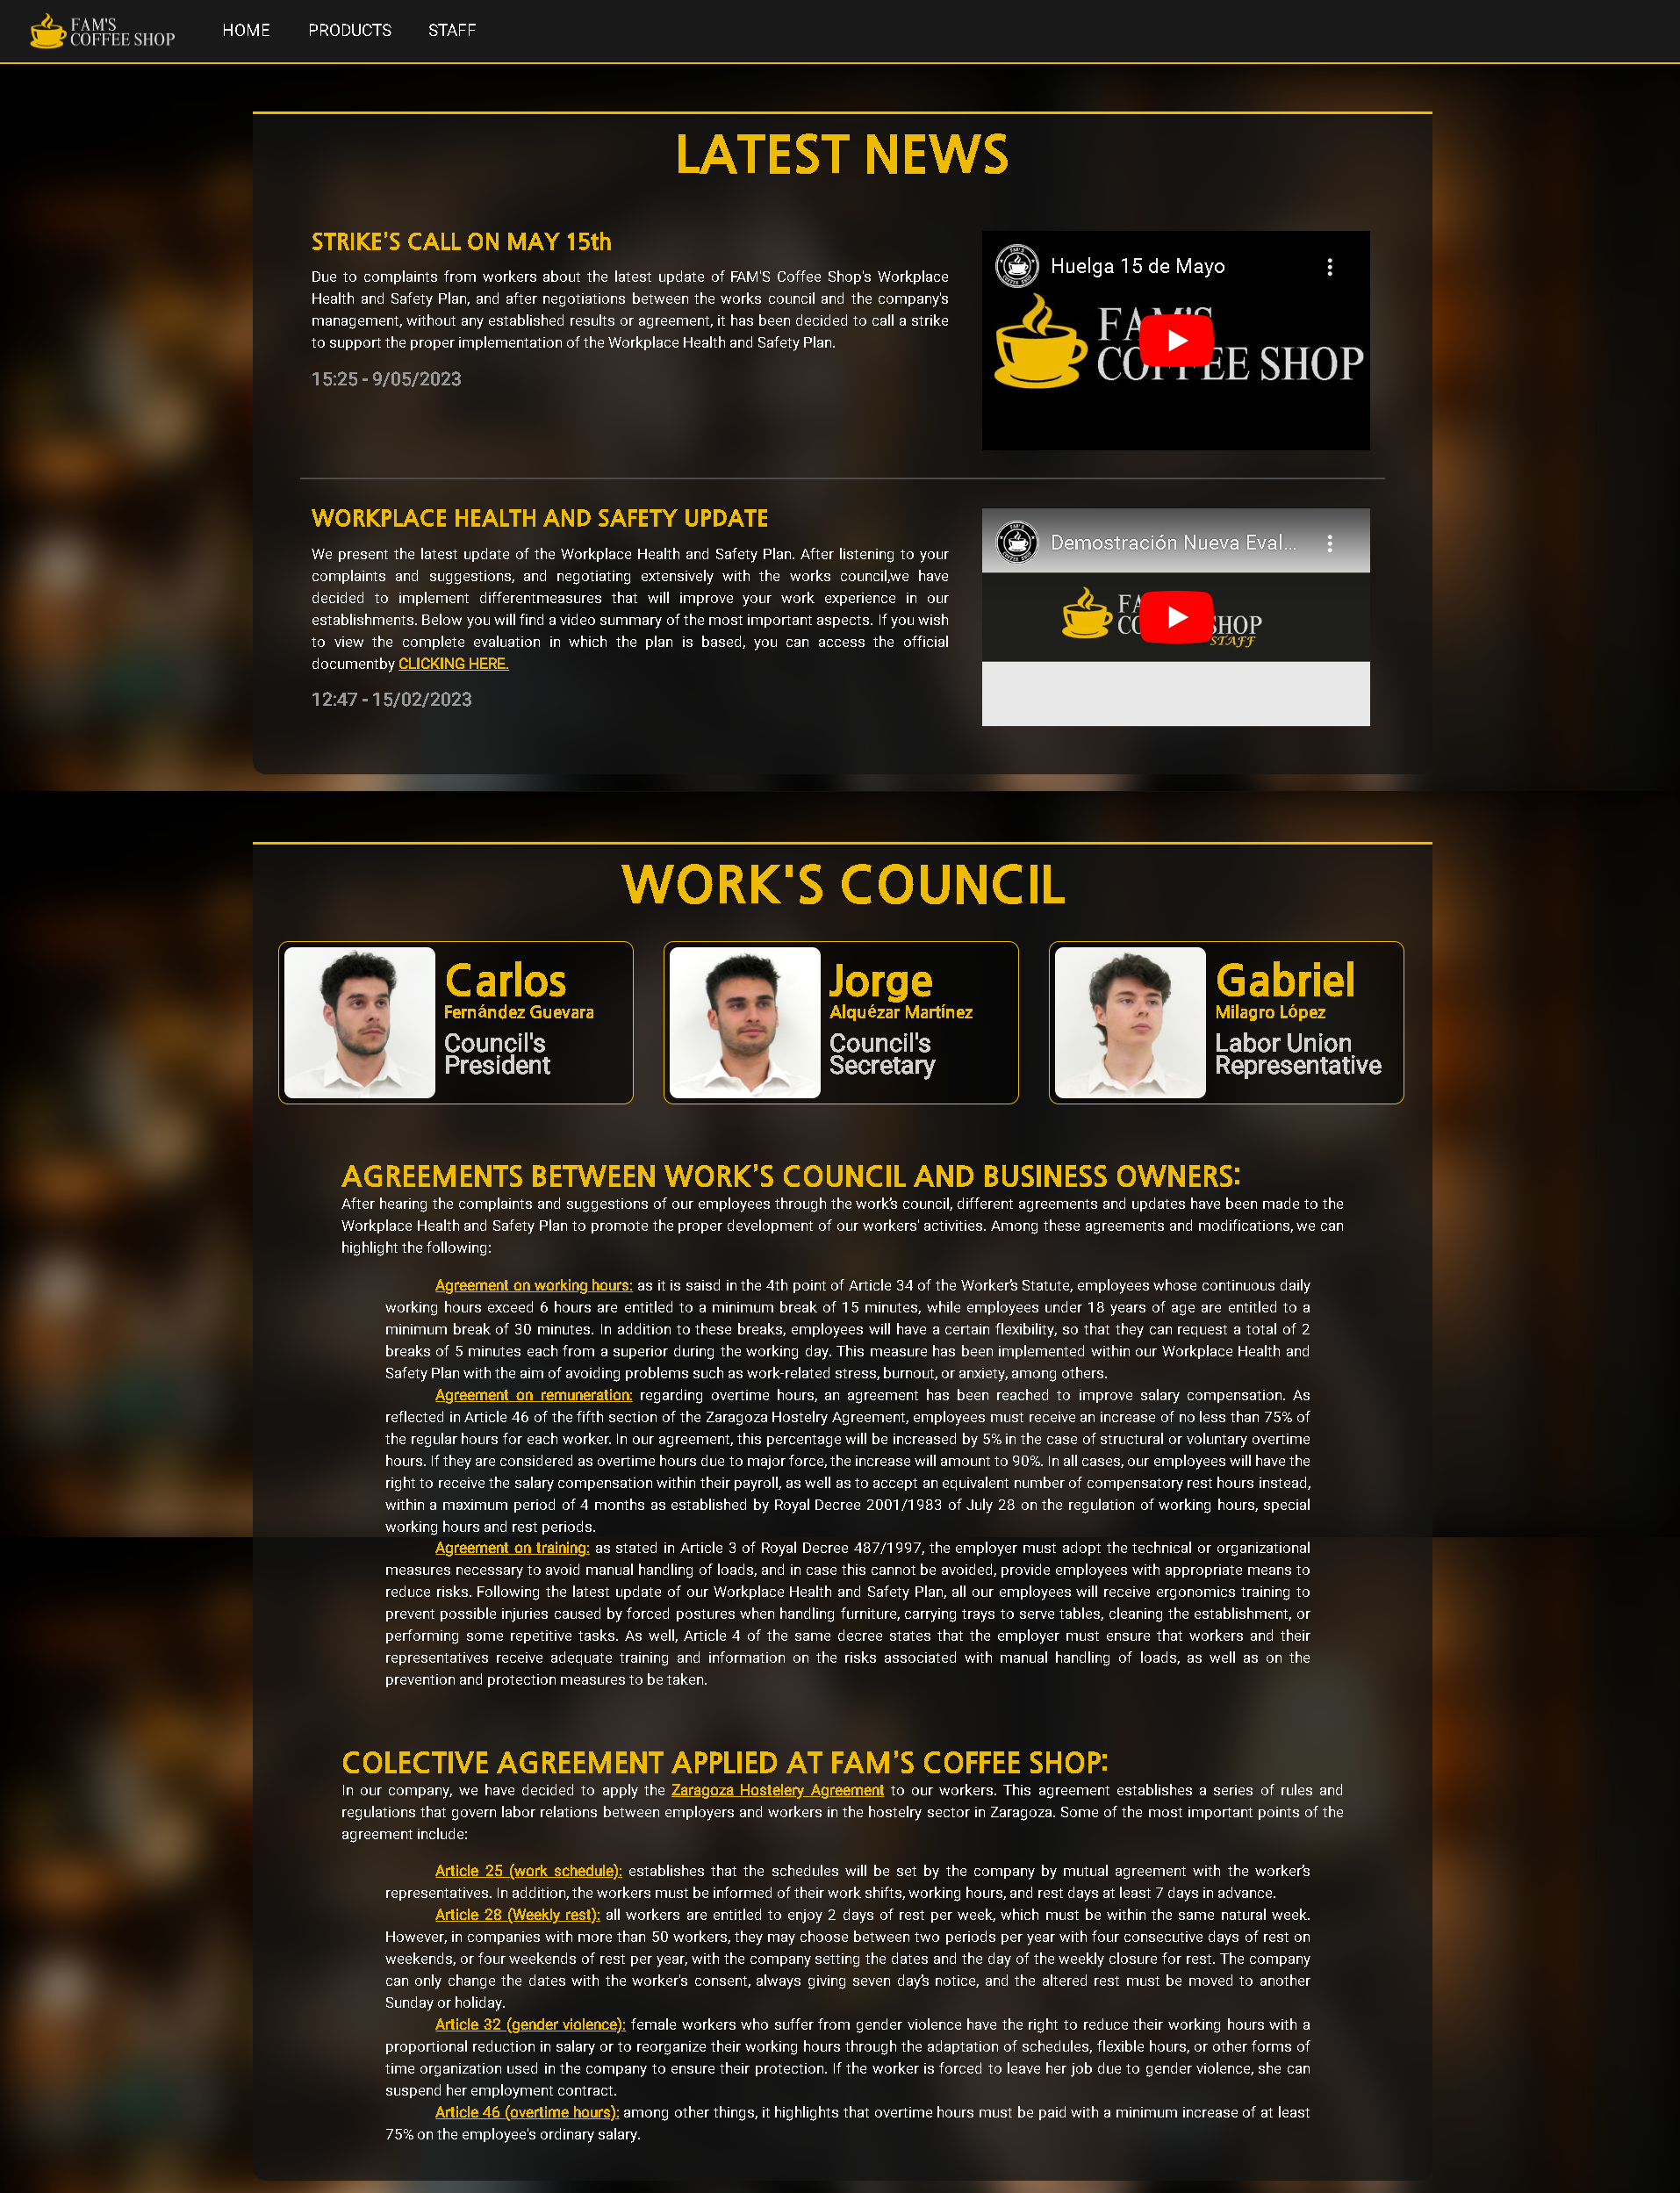 FAM'S
COFFEE SHOP
HOME PRODUCTS STAFF
LATEST NEWS
STRIKE'S CALL ON MAY 15th
Due to complaints from workers about the latest update of FAM'S Coffee Shop's Workplace
Health and Safety Plan, and after negotiations between the works council and the company's
management, without any established results or agreement, it has been decided to call a strike
to support the proper implementation of the Workplace Health and Safety Plan.
15:25 - 9/05/2023
Huelga 15 de Mayo
FAM'S
COFFEE SHOP
WORKPLACE HEALTH AND SAFETY UPDATE
We present the latest update of the Workplace Health and Safety Plan. After listening to your
complaints and suggestions, and negotiating extensively with the works council,we have
decided to implement differentmeasures that will improve your work experience in our
establishments. Below you will find a video summary of the most important aspects. If you wish
to view the complete evaluation in which the plan is based, you can access the official
documentby CLICKING HERE.
12:47 - 15/02/2023
Demostración Nueva Eval...
SHOP
STAFF
WORK'S COUNCIL
Carlos
Fernández Guevara
Council's
President
Jorge
Alquézar Martínez
Council's
Secretary
Gabriel
Milagro López
Labor Union
Representative
AGREEMENTS BETWEEN WORK'S COUNCIL AND BUSINESS OWNERS:
After hearing the complaints and suggestions of our employees through the work's council, different agreements and updates have been made to the
Workplace Health and Safety Plan to promote the proper development of our workers' activities. Among these agreements and modifications, we can
highlight the following:
Agreement on working hours: as it is saisd in the 4th point of Article 34 of the Worker's Statute, employees whose continuous daily
working hours exceed 6 hours are entitled to a minimum break of 15 minutes, while employees under 18 years of age are entitled to a
minimum break of 30 minutes. In addition to these breaks, employees will have a certain flexibility, so that they can request a total of 2
breaks of 5 minutes each from a superior during the working day. This measure has been implemented within our Workplace Health and
Safety Plan with the aim of avoiding problems such as work-related stress, burnout, or anxiety, among others.
Agreement on remuneration: regarding overtime hours, an agreement has been reached to improve salary compensation. As
reflected in Article 46 of the fifth section of the Zaragoza Hostelry Agreement, employees must receive an increase of no less than 75% of
the regular hours for each worker. In our agreement, this percentage will be increased by 5% in the case of structural or voluntary overtime
hours. If they are considered as overtime hours due to major force, the increase will amount to 90%. In all cases, our employees will have the
right to receive the salary compensation within their payroll, as well as to accept an equivalent number of compensatory rest hours instead,
within a maximum period of 4 months as established by Royal Decree 2001/1983 of July 28 on the regulation of working hours, special
working hours and rest periods.
Agreement on training: as stated in Article 3 of Royal Decree 487/1997, the employer must adopt the technical or organizational
measures necessary to avoid manual handling of loads, and in case this cannot be avoided, provide employees with appropriate means to
reduce risks. Following the latest update of our Workplace Health and Safety Plan, all our employees will receive ergonomics training to
prevent possible injuries caused by forced postures when handling furniture, carrying trays to serve tables, cleaning the establishment, or
performing some repetitive tasks. As well, Article 4 of the same decree states that the employer must ensure that workers and their
representatives receive adequate training and information on the risks associated with manual handling of loads, as well as on the
prevention and protection measures to be taken.
COLECTIVE AGREEMENT APPLIED AT FAM'S COFFEE SHOP:
In our company, we have decided to apply the Zaragoza Hostelery Agreement to our workers. This agreement establishes a series of rules and
regulations that govern labor relations between employers and workers in the hostelry sector in Zaragoza. Some of the most important points of the
agreement include:
Article 25 (work schedule): establishes that the schedules will be set by the company by mutual agreement with the worker's
representatives. In addition, the workers must be informed of their work shifts, working hours, and rest days at least 7 days in advance.
Article 28 (Weekly rest): all workers are entitled to enjoy 2 days of rest per week, which must be within the same natural week.
However, in companies with more than 50 workers, they may choose between two periods per year with four consecutive days of rest on
weekends, or four weekends of rest per year, with the company setting the dates and the day of the weekly closure for rest. The company
can only change the dates with the worker's consent, always giving seven day's notice, and the altered rest must be moved to another
Sunday or holiday.
Article 32 (gender violence): female workers who suffer from gender violence have the right to reduce their working hours with a
proportional reduction in salary or to reorganize their working hours through the adaptation of schedules, flexible hours, or other forms of
time organization used in the company to ensure their protection. If the worker is forced to leave her job due to gender violence, she can
suspend her employment contract.
Article 46 (overtime hours): among other things, it highlights that overtime hours must be paid with a minimum increase of at least
75% on the employee's ordinary salary.